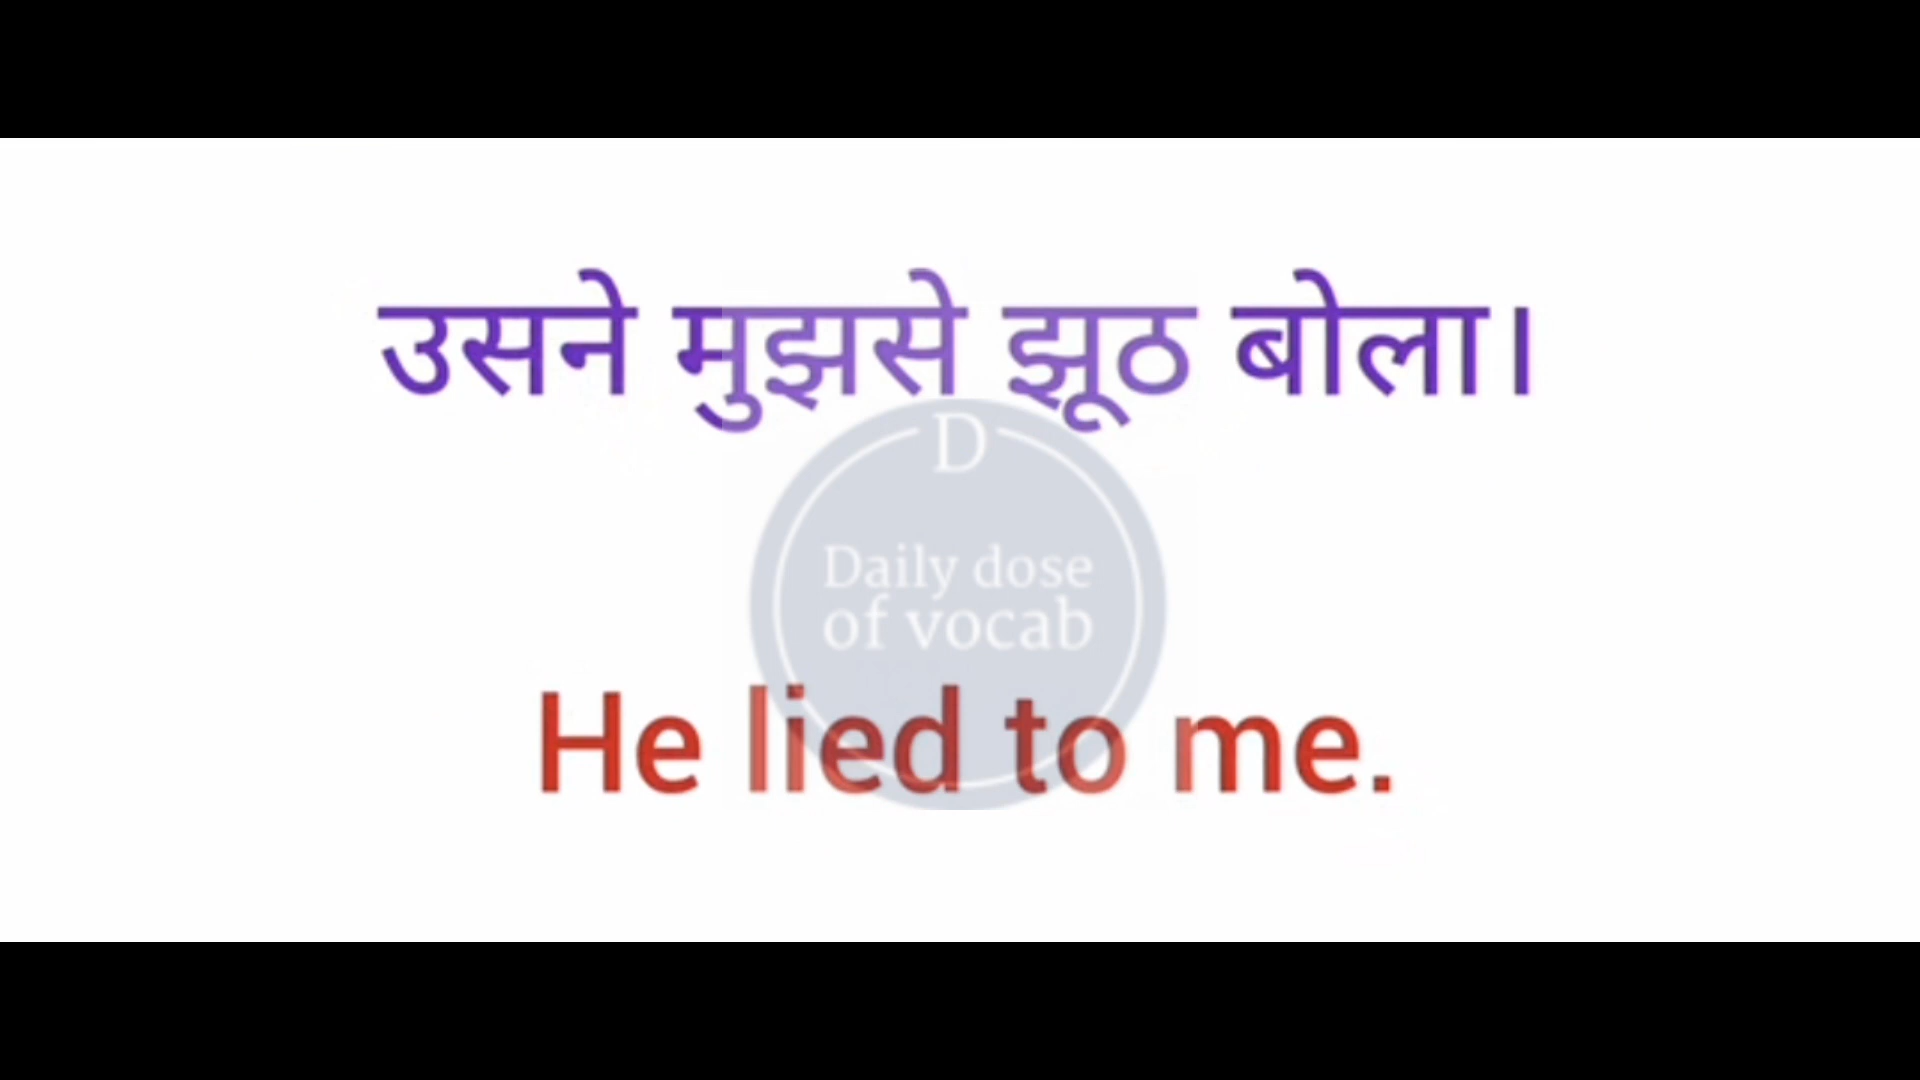 उसने मुझसे झूठ बोला।
D
Daily dose
of vocab
He lied to me.